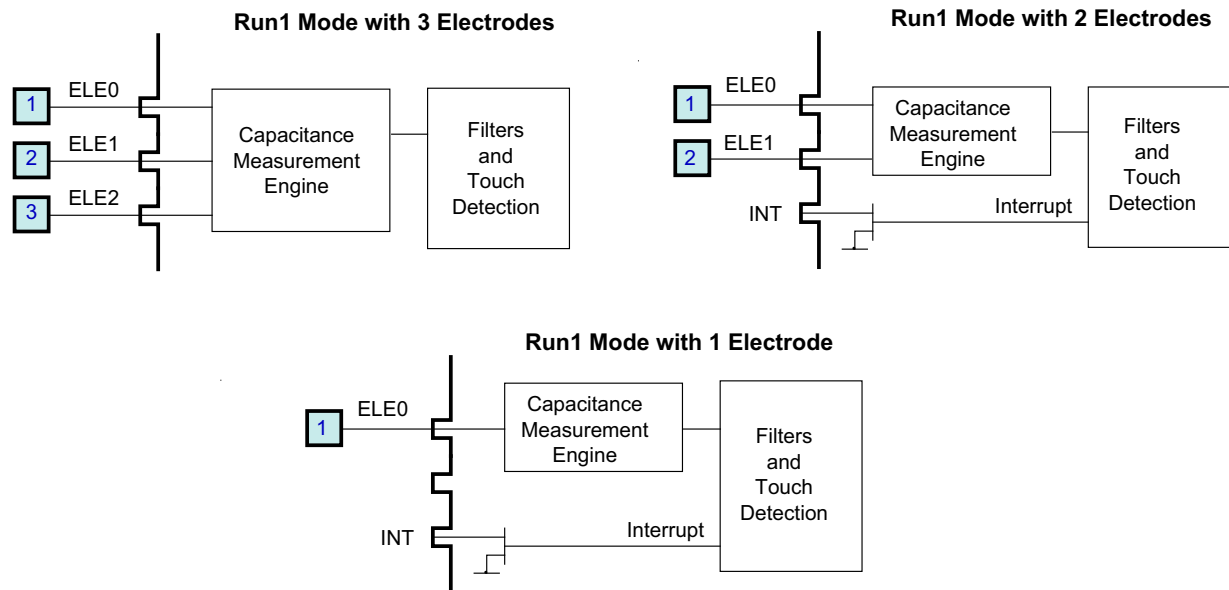 Run1 Mode with 3 Electrodes
1
ELE0
2
ELE1
3
ELE2
Capacitance
Measurement
Engine
Filters
and
Touch
Detection
Run1 Mode with 2 Electrodes
1
ELE0
2
ELE1
INT
Capacitance
Measurement
Engine
Interrupt
Filters
and
Touch
Detection
Run1 Mode with 1 Electrode
1
ELE0
INT
Capacitance
Measurement
Engine
Interrupt
Filters
and
Touch
Detection